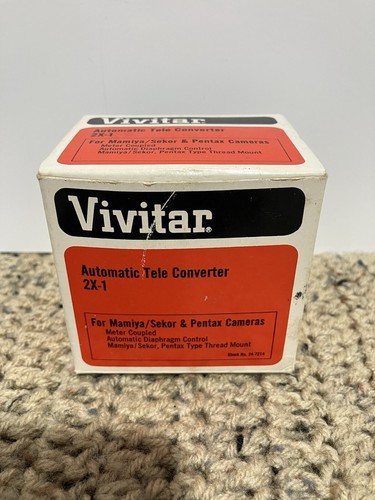 Vivitar
Automatic Tele Converter
2X-1
For Mamiya/Sekor & Pentax Cameras
Meter Coupled
Automatic Diaphragm Control
Mamiya/Sekor, Pentax Type Thread Mount
Vivitar®
Automatic Tele Converter
2X-1
For Mamiya/Sekor & Pentax Cameras
Meter Coupled
Automatic Diaphragm Control
Mamiya/Sekor, Pentax Type Thread Mount
Stock No.